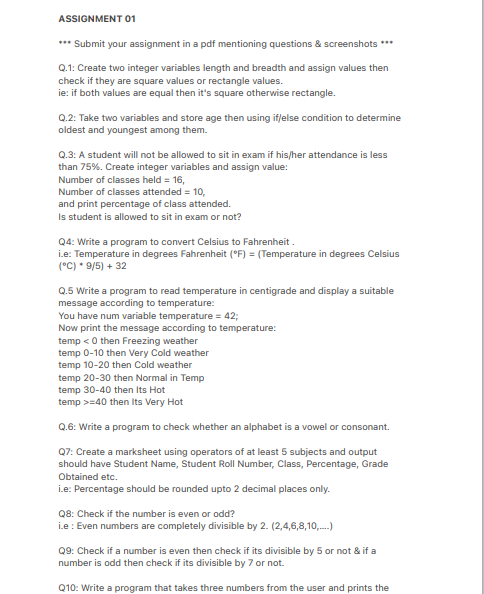 ASSIGNMENT 01
*** Submit your assignment in a pdf mentioning questions & screenshots ***
Q.1: Create two integer variables length and breadth and assign values then
check if they are square values or rectangle values.
ie: if both values are equal then it's square otherwise rectangle.
Q.2: Take two variables and store age then using if/else condition to determine
oldest and youngest among them.
Q.3: A student will not be allowed to sit in exam if his/her attendance is less
than 75%. Create integer variables and assign value:
Number of classes held = 16,
Number of classes attended = 10,
and print percentage of class attended.
Is student is allowed to sit in exam or not?
Q4: Write a program to convert Celsius to Fahrenheit .
i.e: Temperature in degrees Fahrenheit (°F) = (Temperature in degrees Celsius
(°C) * 9/5) + 32
Q.5 Write a program to read temperature in centigrade and display a suitable
message according to temperature:
You have num variable temperature = 42;
Now print the message according to temperature:
temp < 0 then Freezing weather
temp 0-10 then Very Cold weather
temp 10-20 then Cold weather
temp 20-30 then Normal in Temp
temp 30-40 then Its Hot
temp >=40 then Its Very Hot
Q.6: Write a program to check whether an alphabet is a vowel or consonant.
Q7: Create a marksheet using operators of at least 5 subjects and output
should have Student Name, Student Roll Number, Class, Percentage, Grade
Obtained etc.
i.e: Percentage should be rounded upto 2 decimal places only.
Q8: Check if the number is even or odd?
i.e : Even numbers are completely divisible by 2. (2,4,6,8,10,....)
Q9: Check if a number is even then check if its divisible by 5 or not & if a
number is odd then check if its divisible by 7 or not.
Q10: Write a program that takes three numbers from the user and prints the